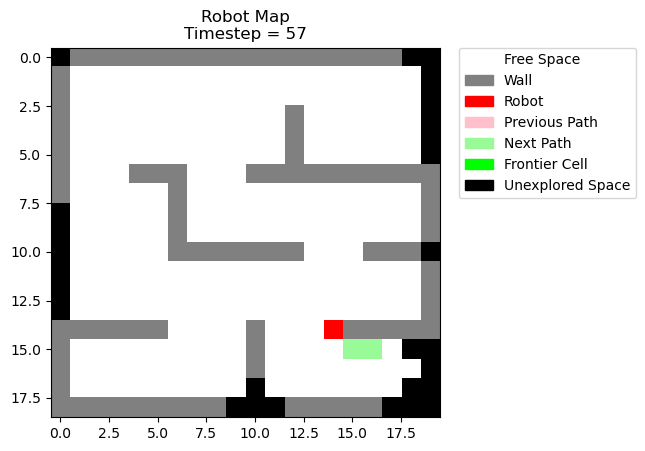 Robot Map
Timestep = 57
0.0
2.5
5.0
7.5
10.0
12.5
15.0
17.5
0.0
2.5
5.0
7.5
10.0
12.5
15.0
17.5
Free Space
Wall
Robot
Previous Path
Next Path
Frontier Cell
Unexplored Space